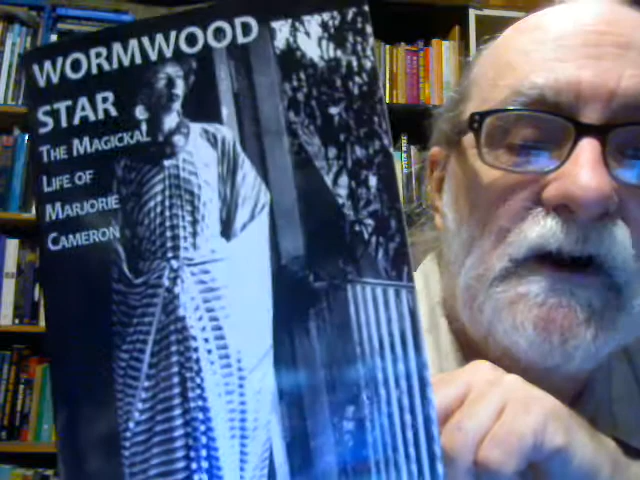 WORMWOOD
STAR
THE MAGICKAL
LIFE OF
MARJORIE
CAMERON